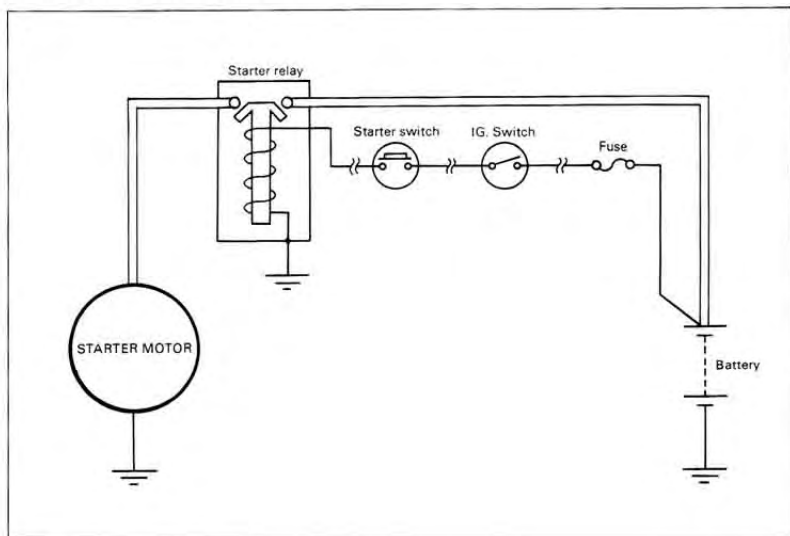 Starter relay
Starter switch
IG. Switch
Fuse
STARTER MOTOR
Battery